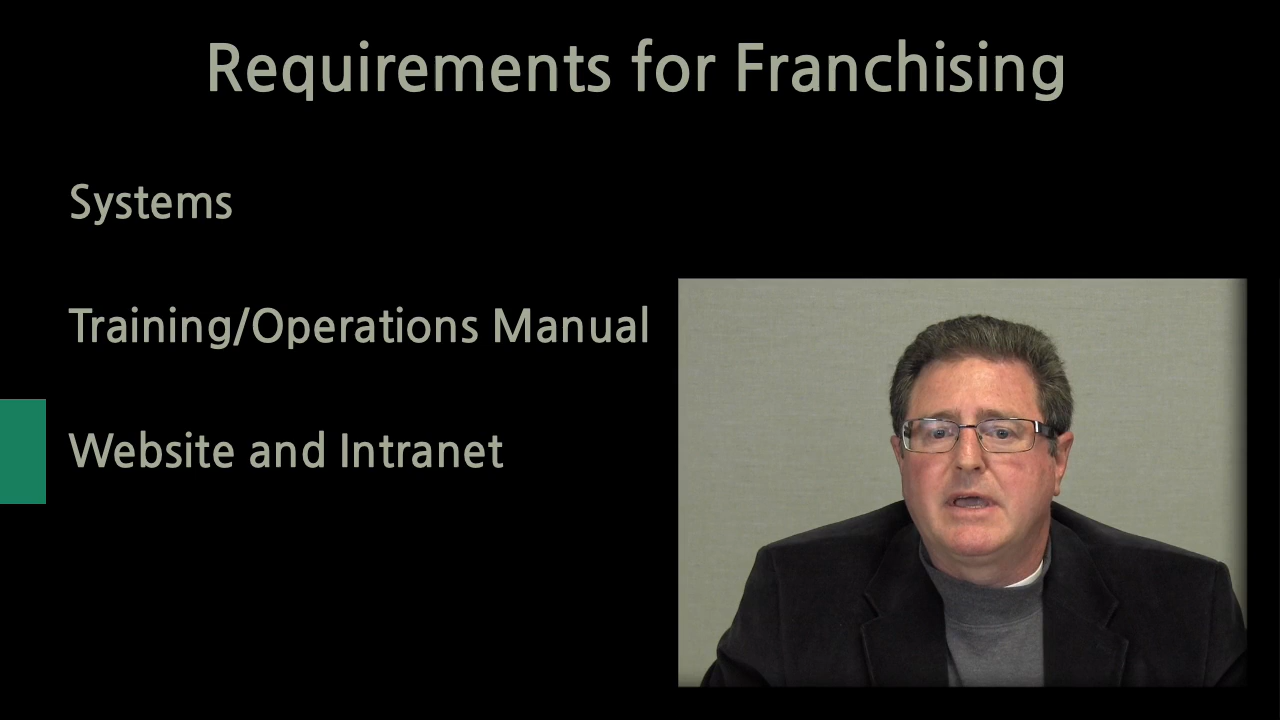 Requirements for Franchising
Systems
Training/Operations Manual
Website and Intranet